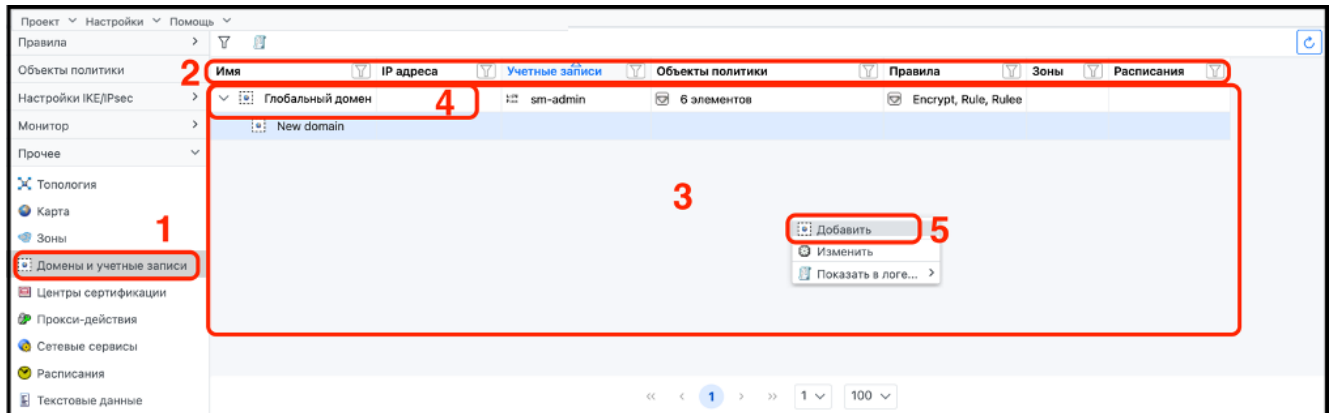 Проект Настройки Помощь
Правила
Объекты политики
Настройки IKE/IPsec
Монитор
Прочее
Топология
Карта
1
Зоны
Домены и учетные записи
Центры сертификации
Прокси-действия
Сетевые сервисы
Расписания
Текстовые данные
2
Имя IP адреса Учетные записи Объекты политики Правила Зоны Расписания
Глобальный домен 4 sm-admin 6 элементов Encrypt, Rule, Rulee
New domain
3
Добавить 5
Изменить
Показать в логе... >
<< < 1 > >> 1 100